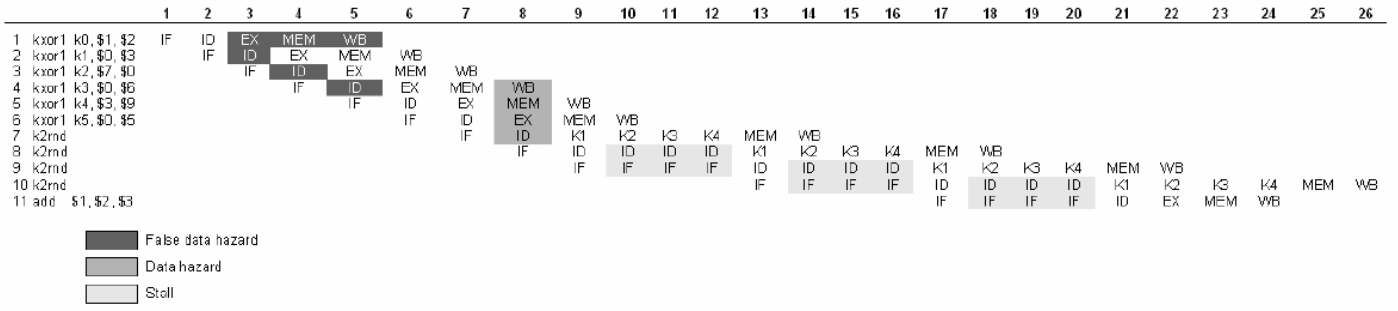 1 2 3 4 5 6 7 8 9 10 11 12 13 14 15 16 17 18 19 20 21 22 23 24 25 26
1 kxor1 k0, $1, $2 IF ID EX MEM WB
2 kxor1 k1, $0, $3 IF ID EX MEM WB
3 kxor1 k2, $7, $0 IF ID EX MEM WB
4 kxor1 k3, $0, $6 IF ID EX MEM WB
5 kxor1 k4, $3, $9 IF ID EX MEM WB
6 kxor1 k5, $0, $5 IF ID EX MEM WB
7 k2rnd IF ID K1 K2 K3 K4 MEM WB
8 k2rnd IF ID ID ID ID K1 K2 K3 K4 MEM WB
9 k2rnd IF IF IF IF ID ID ID ID K1 K2 K3 K4 MEM WB
10 k2rnd IF IF IF IF ID ID ID ID K1 K2 K3 K4 MEM WB
11 add $1, $2, $3 IF IF IF IF ID EX MEM WB
False data hazard
Data hazard
Stall